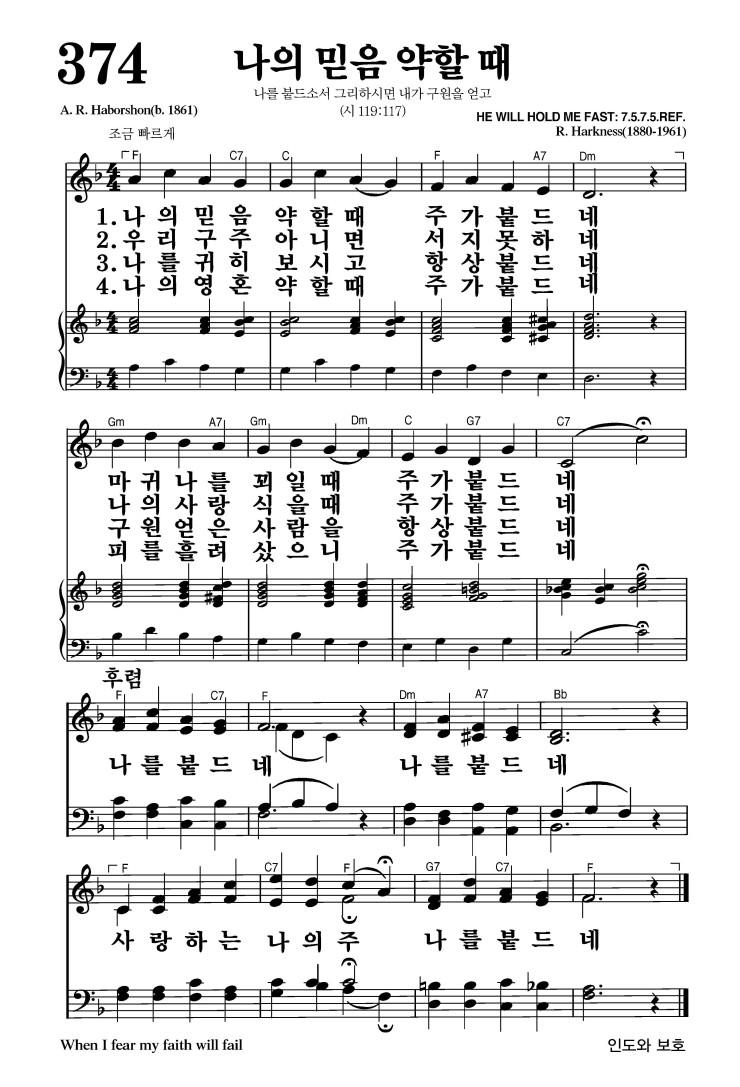 374
나의 믿음 약할 때
나를 붙드소서 그리하시면 내가 구원을 얻고
(시 119:117)
A. R. Haborshon(b. 1861)
HE WILL HOLD ME FAST: 7.5.7.5.REF.
R. Harkness(1880-1961)
조금 빠르게
F C7 C F A7 Dm
1.나 의 믿 음 약 할 때 주 가 붙 드 네
2.우 리 구 주 아 니 면 서 지 못 하 네
3.나 를 귀 히 보 시 고 항 상 붙 드 네
4.나 의 영 혼 약 할 때 주 가 붙 드 네
Gm A7 Gm Dm C G7 C7
마 귀 나 를 꾀 일 때 주 가 붙 드 네
나 의 사 랑 식 을 때 주 가 붙 드 네
구 원 얻 은 사 람 을 항 상 붙 드 네
피 를 흘 려 샀 으 니 주 가 붙 드 네
후렴
F C7 F Dm A7 Bb
나 를 붙 드 네 나 를 붙 드 네
F C7 F G7 C7 F
사 랑 하 는 나 의 주 나 를 붙 드 네
When I fear my faith will fail
인도와 보호